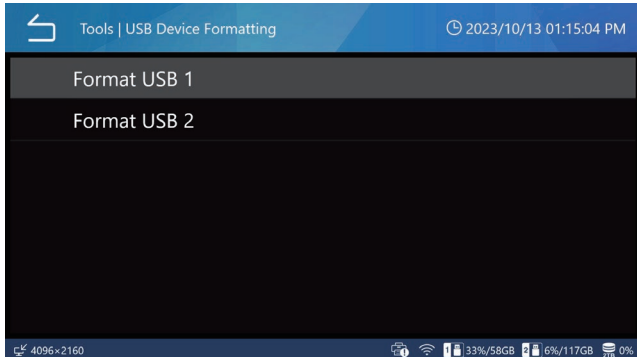 Tools | USB Device Formatting
2023/10/13 01:15:04 PM
Format USB 1
Format USB 2
4096×2160
1 33%/58GB 2 6%/117GB 2TB 0%